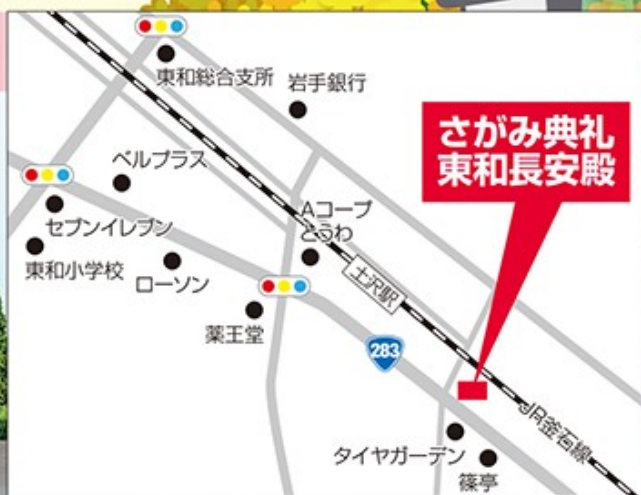 東和総合支所
岩手銀行
さがみ典礼
東和長安殿
ベルプラス
セブンイレブン
Aコープ
とうわ
東和小学校
ローソン
土沢駅
薬王堂
283
JR釜石線
タイヤガーデン
篠亭